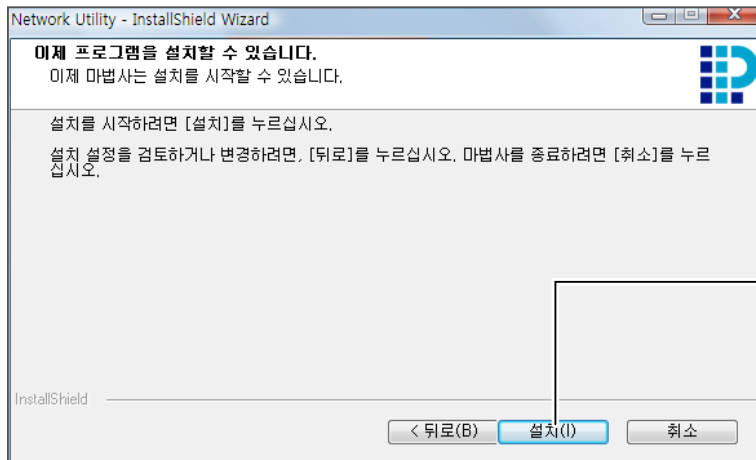 Network Utility - InstallShield Wizard
이제 프로그램을 설치할 수 있습니다.
이제 마법사는 설치를 시작할 수 있습니다.
설치를 시작하려면 [설치]를 누르십시오.
설치 설정을 검토하거나 변경하려면, [뒤로]를 누르십시오. 마법사를 종료하려면 [취소]를 누르
십시오.
InstallShield
< 뒤로(B)
설치(I)
취소